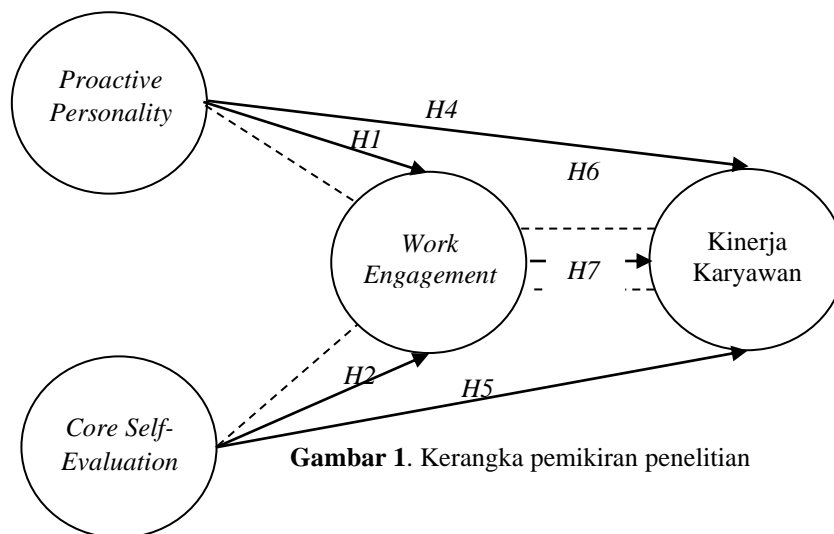 Proactive
Personality
H4
H1
H6
Work
Engagement
Kinerja
Karyawan
H7
H2
H5
Core Self-
Evaluation
Gambar 1. Kerangka pemikiran penelitian